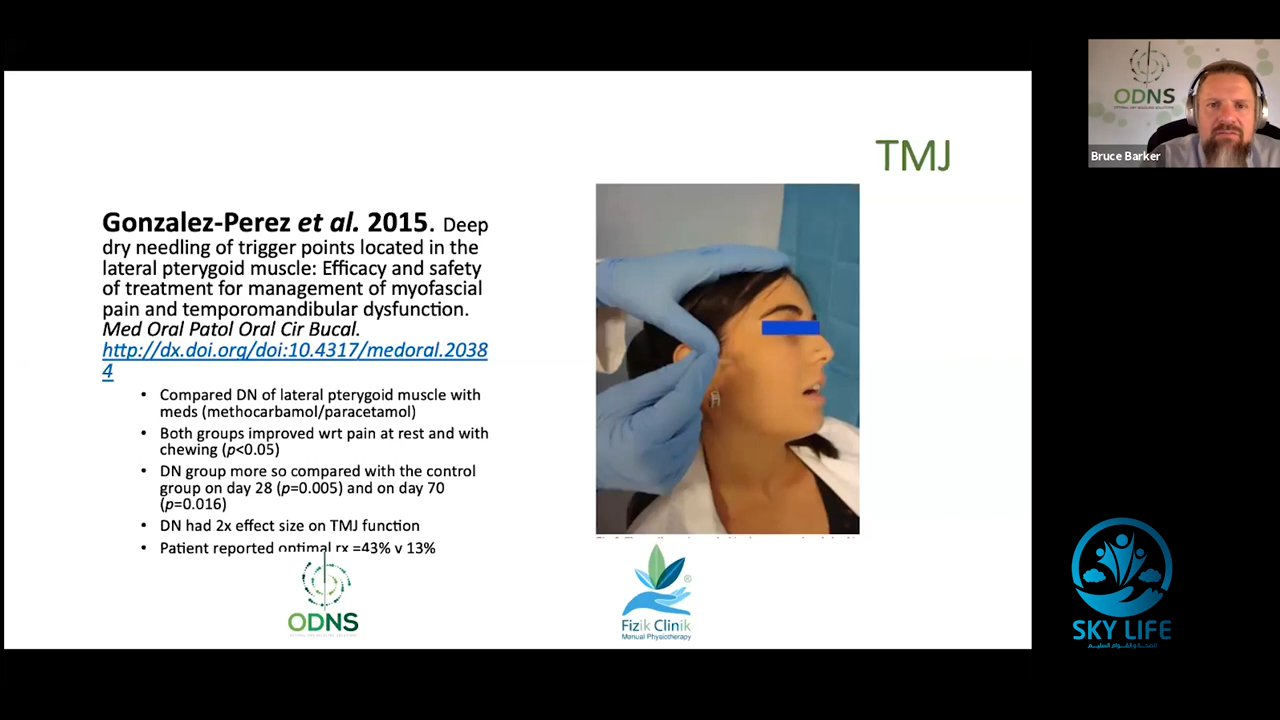 TMJ
Gonzalez-Perez et al. 2015. Deep
dry needling of trigger points located in the
lateral pterygoid muscle: Efficacy and safety
of treatment for management of myofascial
pain and temporomandibular dysfunction.
Med Oral Patol Oral Cir Bucal.
http://dx.doi.org/doi:10.4317/medoral.2038
4
• Compared DN of lateral pterygoid muscle with
meds (methocarbamol/paracetamol)
• Both groups improved wrt pain at rest and with
chewing (p<0.05)
• DN group more so compared with the control
group on day 28 (p=0.005) and on day 70
(p=0.016)
• DN had 2x effect size on TMJ function
• Patient reported optimal rx =43% v 13%
ODNS
Fizik Clinik
Manual Physiotherapy
ODNS
Bruce Barker
SKY LIFE
للصحة و القوام السليم